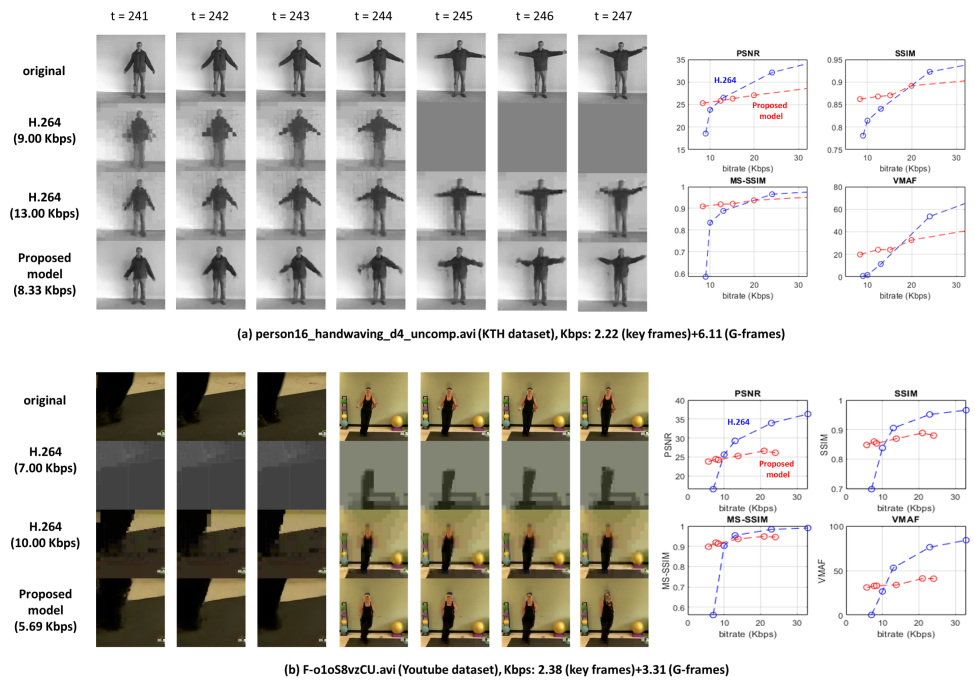 t = 241 t = 242 t = 243 t = 244 t = 245 t = 246 t = 247
original
H.264
(9.00 Kbps)
H.264
(13.00 Kbps)
Proposed
model
(8.33 Kbps)
PSNR
35
30
25
20
15
H.264
Proposed
model
10 20 30
bitrate (Kbps)
SSIM
0.95
0.9
0.85
0.8
0.75
10 20 30
bitrate (Kbps)
MS-SSIM
1
0.9
0.8
0.7
0.6
10 20 30
bitrate (Kbps)
VMAF
80
60
40
20
0
10 20 30
bitrate (Kbps)
(a) person16_handwaving_d4_uncomp.avi (KTH dataset), Kbps: 2.22 (key frames)+6.11 (G-frames)
original
H.264
(7.00 Kbps)
H.264
(10.00 Kbps)
Proposed
model
(5.69 Kbps)
PSNR
PSNR
40
35
30
25
20
H.264
Proposed
model
0 10 20 30
bitrate (Kbps)
SSIM
SSIM
1
0.9
0.8
0.7
0 10 20 30
bitrate (Kbps)
MS-SSIM
MS-SSIM
1
0.9
0.8
0.7
0.6
0 10 20 30
bitrate (Kbps)
VMAF
VMAF
100
50
0
0 10 20 30
bitrate (Kbps)
(b) F-o1oS8vzCU.avi (Youtube dataset), Kbps: 2.38 (key frames)+3.31 (G-frames)